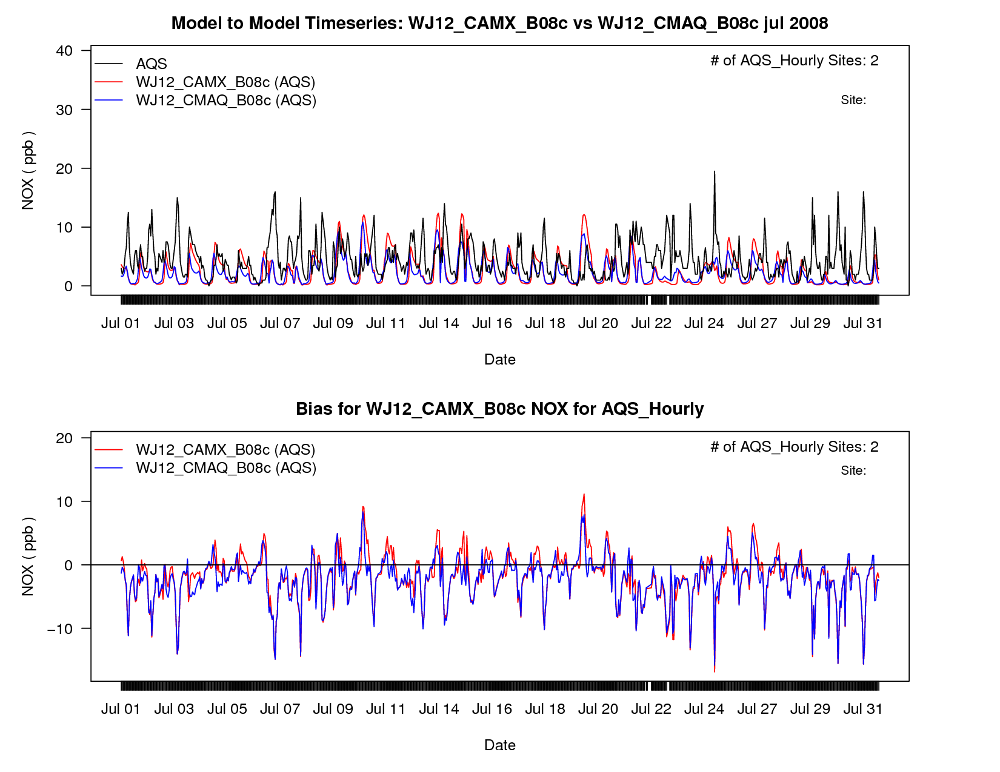 Model to Model Timeseries: WJ12_CAMX_B08c vs WJ12_CMAQ_B08c jul 2008
40
30
20
10
0
NOX ( ppb )
AQS
WJ12_CAMX_B08c (AQS)
WJ12_CMAQ_B08c (AQS)
# of AQS_Hourly Sites: 2
Site:
Jul 01 Jul 03 Jul 05 Jul 07 Jul 09 Jul 11 Jul 14 Jul 16 Jul 18 Jul 20 Jul 22 Jul 24 Jul 27 Jul 29 Jul 31
Date
Bias for WJ12_CAMX_B08c NOX for AQS_Hourly
20
10
0
−10
NOX ( ppb )
WJ12_CAMX_B08c (AQS)
WJ12_CMAQ_B08c (AQS)
# of AQS_Hourly Sites: 2
Site:
Jul 01 Jul 03 Jul 05 Jul 07 Jul 09 Jul 11 Jul 14 Jul 16 Jul 18 Jul 20 Jul 22 Jul 24 Jul 27 Jul 29 Jul 31
Date